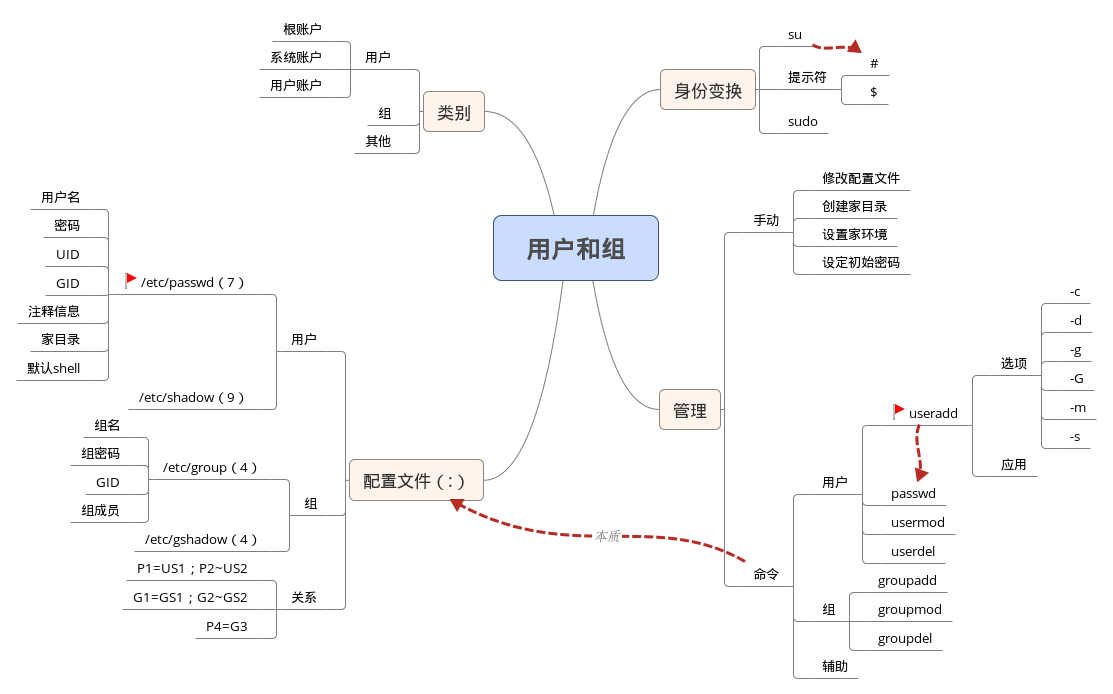 用户和组
类别
用户
根账户
系统账户
用户账户
组
其他
身份变换
su
提示符
#
$
sudo
管理
手动
修改配置文件
创建家目录
设置家环境
设定初始密码
命令
用户
useradd
选项
-c
-d
-g
-G
-m
-s
应用
passwd
usermod
userdel
组
groupadd
groupmod
groupdel
辅助
本质
配置文件（:）
用户
/etc/passwd（7）
用户名
密码
UID
GID
注释信息
家目录
默认shell
/etc/shadow（9）
组
/etc/group（4）
组名
组密码
GID
组成员
/etc/gshadow（4）
关系
P1=US1；P2~US2
G1=GS1；G2~GS2
P4=G3